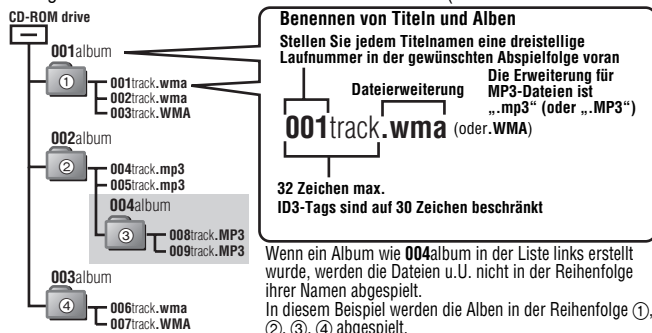 CD-ROM drive
001album
①
001track.wma
002track.wma
003track.WMA
002album
②
004track.mp3
005track.mp3
004album
③
008track.MP3
009track.MP3
003album
④
006track.wma
007track.WMA
Benennen von Titeln und Alben
Stellen Sie jedem Titelnamen eine dreistellige
Laufnummer in der gewünschten Abspielfolge voran
Dateierweiterung
Die Erweiterung für
MP3-Dateien ist
„.mp3“ (oder „.MP3“)
001track.wma (oder.WMA)
32 Zeichen max.
ID3-Tags sind auf 30 Zeichen beschränkt
Wenn ein Album wie 004album in der Liste links erstellt
wurde, werden die Dateien u.U. nicht in der Reihenfolge
ihrer Namen abgespielt.
In diesem Beispiel werden die Alben in der Reihenfolge ①,
②, ③, ④ abgespielt.